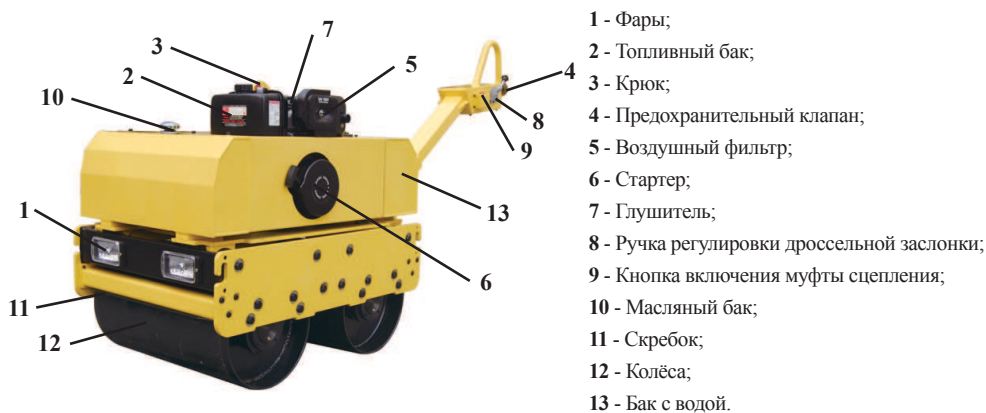 7
3
5
2
4
10
8
9
13
1
6
11
12
1 - Фары;
2 - Топливный бак;
3 - Крюк;
4 - Предохранительный клапан;
5 - Воздушный фильтр;
6 - Стартер;
7 - Глушитель;
8 - Ручка регулировки дроссельной заслонки;
9 - Кнопка включения муфты сцепления;
10 - Масляный бак;
11 - Скребок;
12 - Колёса;
13 - Бак с водой.